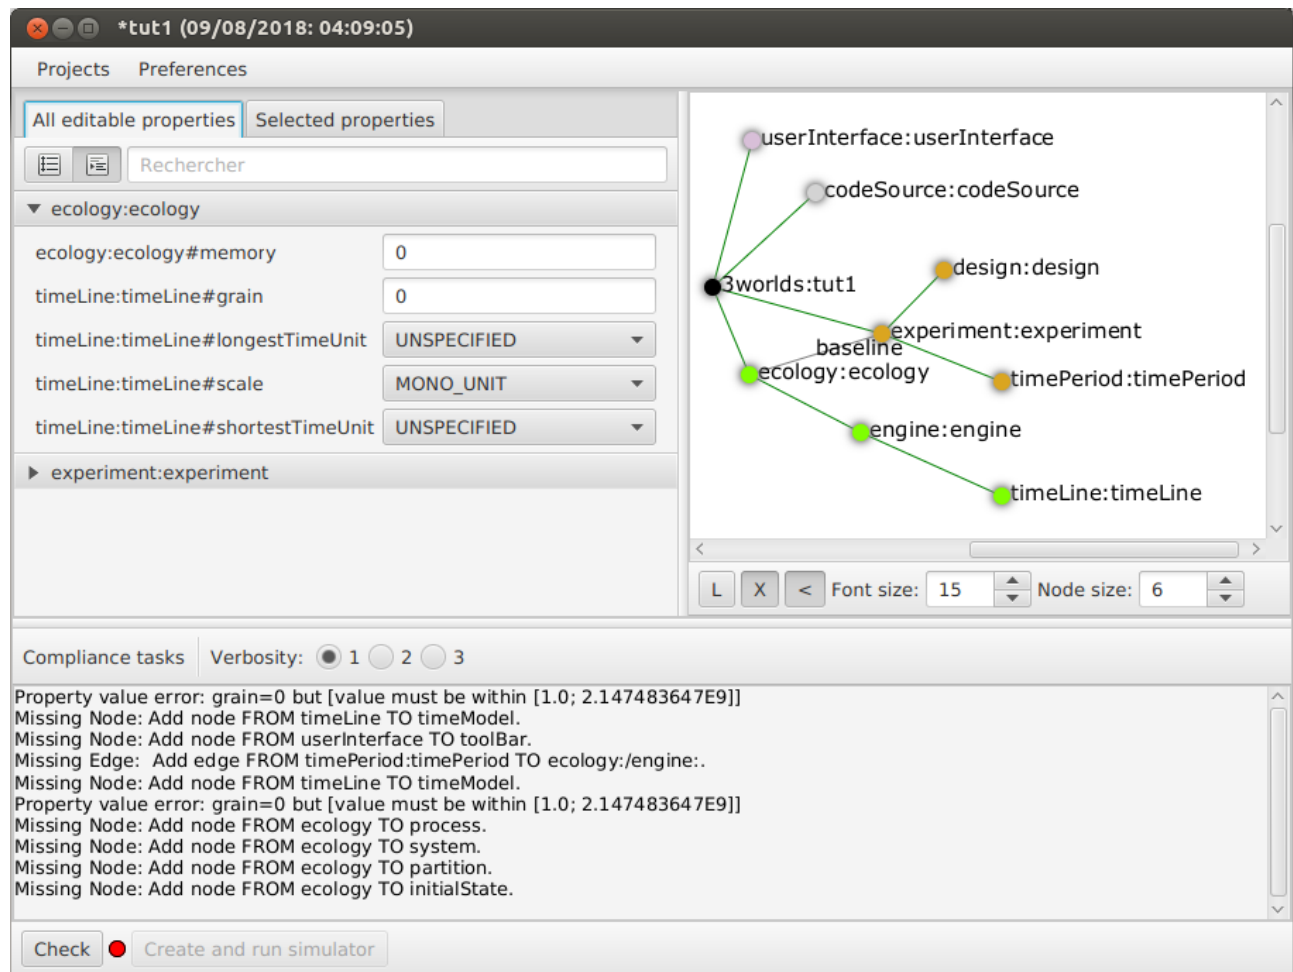 *tut1 (09/08/2018: 04:09:05)
Projects Preferences
All editable properties Selected properties
Rechercher
ecology:ecology
ecology:ecology#memory 0
timeLine:timeLine#grain 0
timeLine:timeLine#longestTimeUnit UNSPECIFIED
timeLine:timeLine#scale MONO_UNIT
timeLine:timeLine#shortestTimeUnit UNSPECIFIED
experiment:experiment
userInterface:userInterface
codeSource:codeSource
design:design
3worlds:tut1
experiment:experiment
baseline
ecology:ecology
timePeriod:timePeriod
engine:engine
timeLine:timeLine
L X < Font size: 15 Node size: 6
Compliance tasks Verbosity: 1 2 3
Property value error: grain=0 but [value must be within [1.0; 2.147483647E9]]
Missing Node: Add node FROM timeLine TO timeModel.
Missing Node: Add node FROM userInterface TO toolBar.
Missing Edge:  Add edge FROM timePeriod:timePeriod TO ecology:/engine:.
Missing Node: Add node FROM timeLine TO timeModel.
Property value error: grain=0 but [value must be within [1.0; 2.147483647E9]]
Missing Node: Add node FROM ecology TO process.
Missing Node: Add node FROM ecology TO system.
Missing Node: Add node FROM ecology TO partition.
Missing Node: Add node FROM ecology TO initialState.
Check Create and run simulator